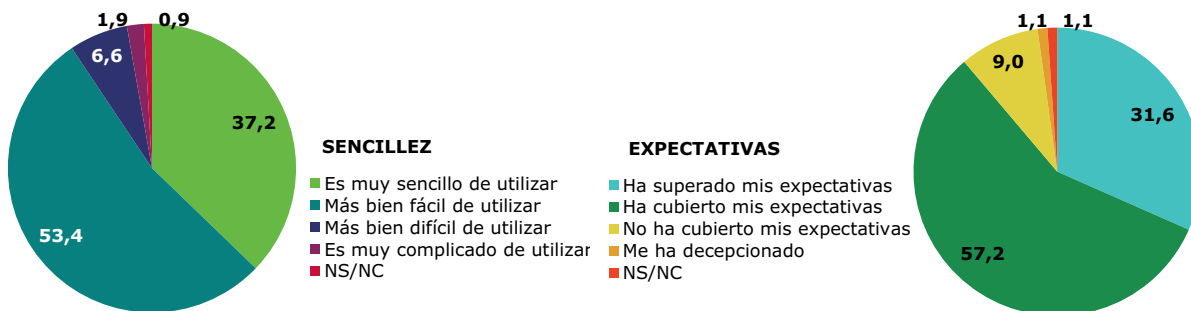 1,9
0,9
6,6
37,2
53,4
SENCILLEZ
Es muy sencillo de utilizar
Más bien fácil de utilizar
Más bien difícil de utilizar
Es muy complicado de utilizar
NS/NC
EXPECTATIVAS
Ha superado mis expectativas
Ha cubierto mis expectativas
No ha cubierto mis expectativas
Me ha decepcionado
NS/NC
1,1
1,1
9,0
31,6
57,2